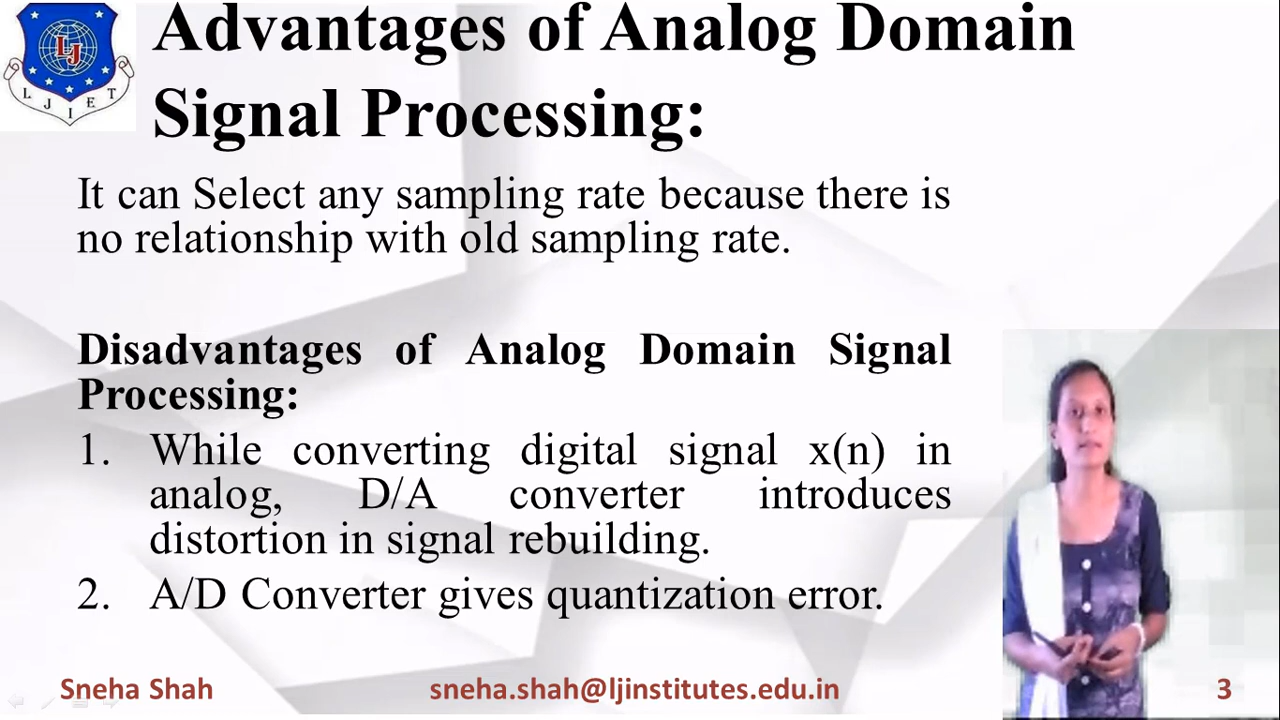 LJ
LJIET
Advantages of Analog Domain
Signal Processing:
It can Select any sampling rate because there is
no relationship with old sampling rate.
Disadvantages of Analog Domain Signal
Processing:
1. While converting digital signal x(n) in
analog, D/A converter introduces
distortion in signal rebuilding.
2. A/D Converter gives quantization error.
Sneha Shah sneha.shah@ljinstitutes.edu.in 3